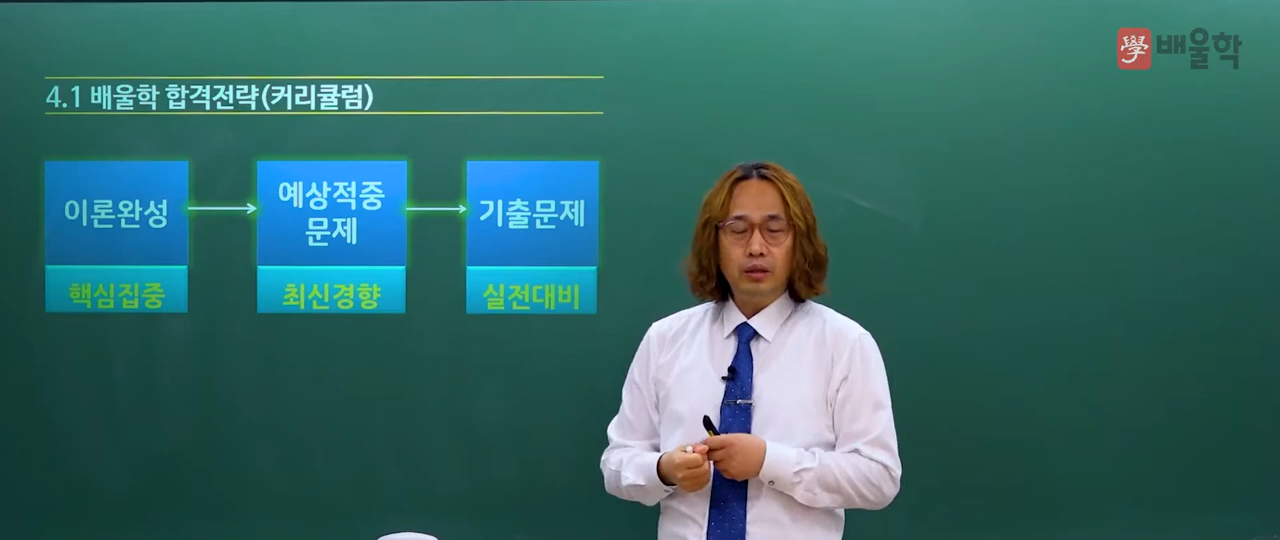 學 배울학
4.1 배울학 합격전략(커리큘럼)
이론완성
핵심집중
예상적중
문제
최신경향
기출문제
실전대비